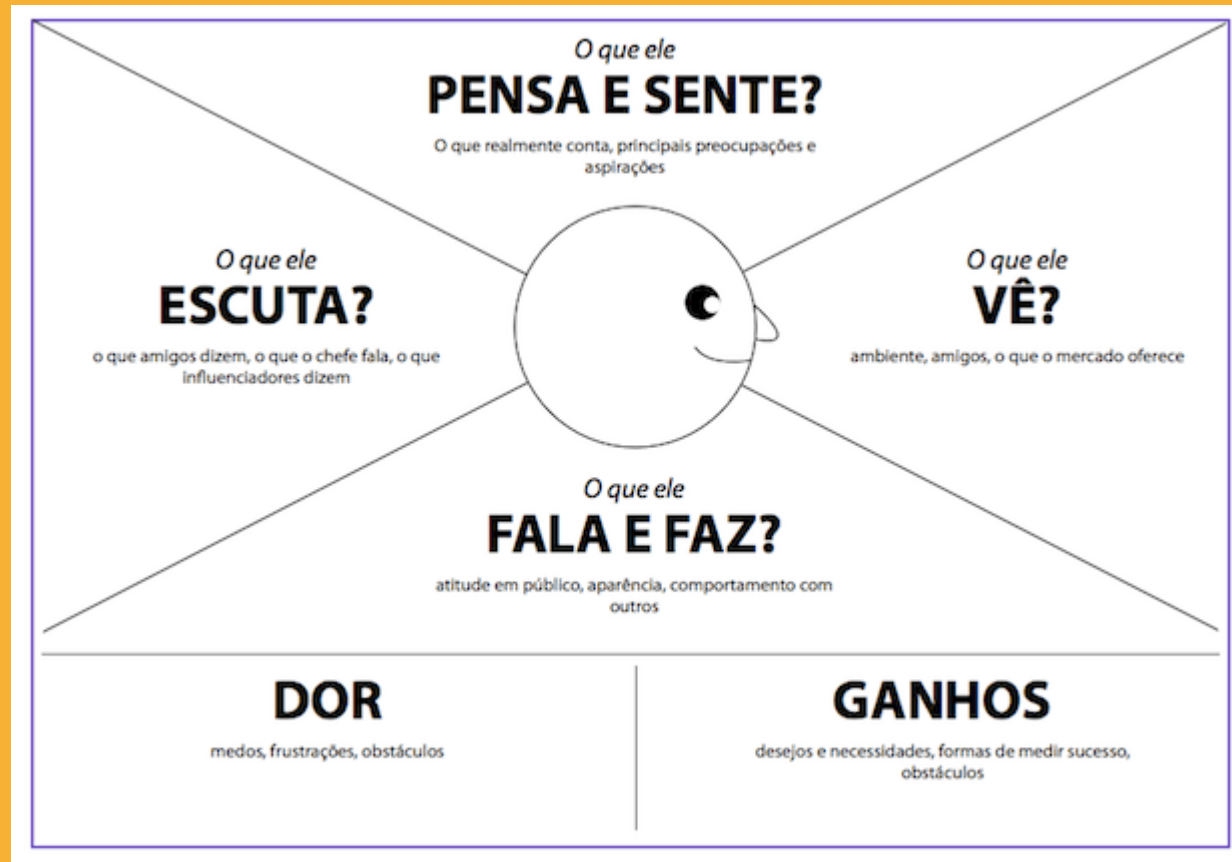 O que ele
PENSA E SENTE?
O que realmente conta, principais preocupações e
aspirações
O que ele
ESCUTA?
o que amigos dizem, o que o chefe fala, o que
influenciadores dizem
O que ele
VÊ?
ambiente, amigos, o que o mercado oferece
O que ele
FALA E FAZ?
atitude em público, aparência, comportamento com
outros
DOR
medos, frustrações, obstáculos
GANHOS
desejos e necessidades, formas de medir sucesso,
obstáculos